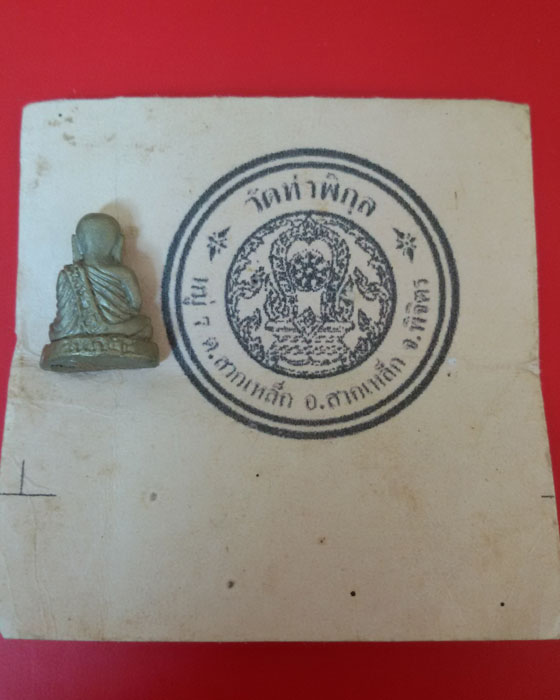 วัดท่าพิกุล
หมู่ ๖ ต.สากเหล็ก อ.สากเหล็ก จ.พิจิตร